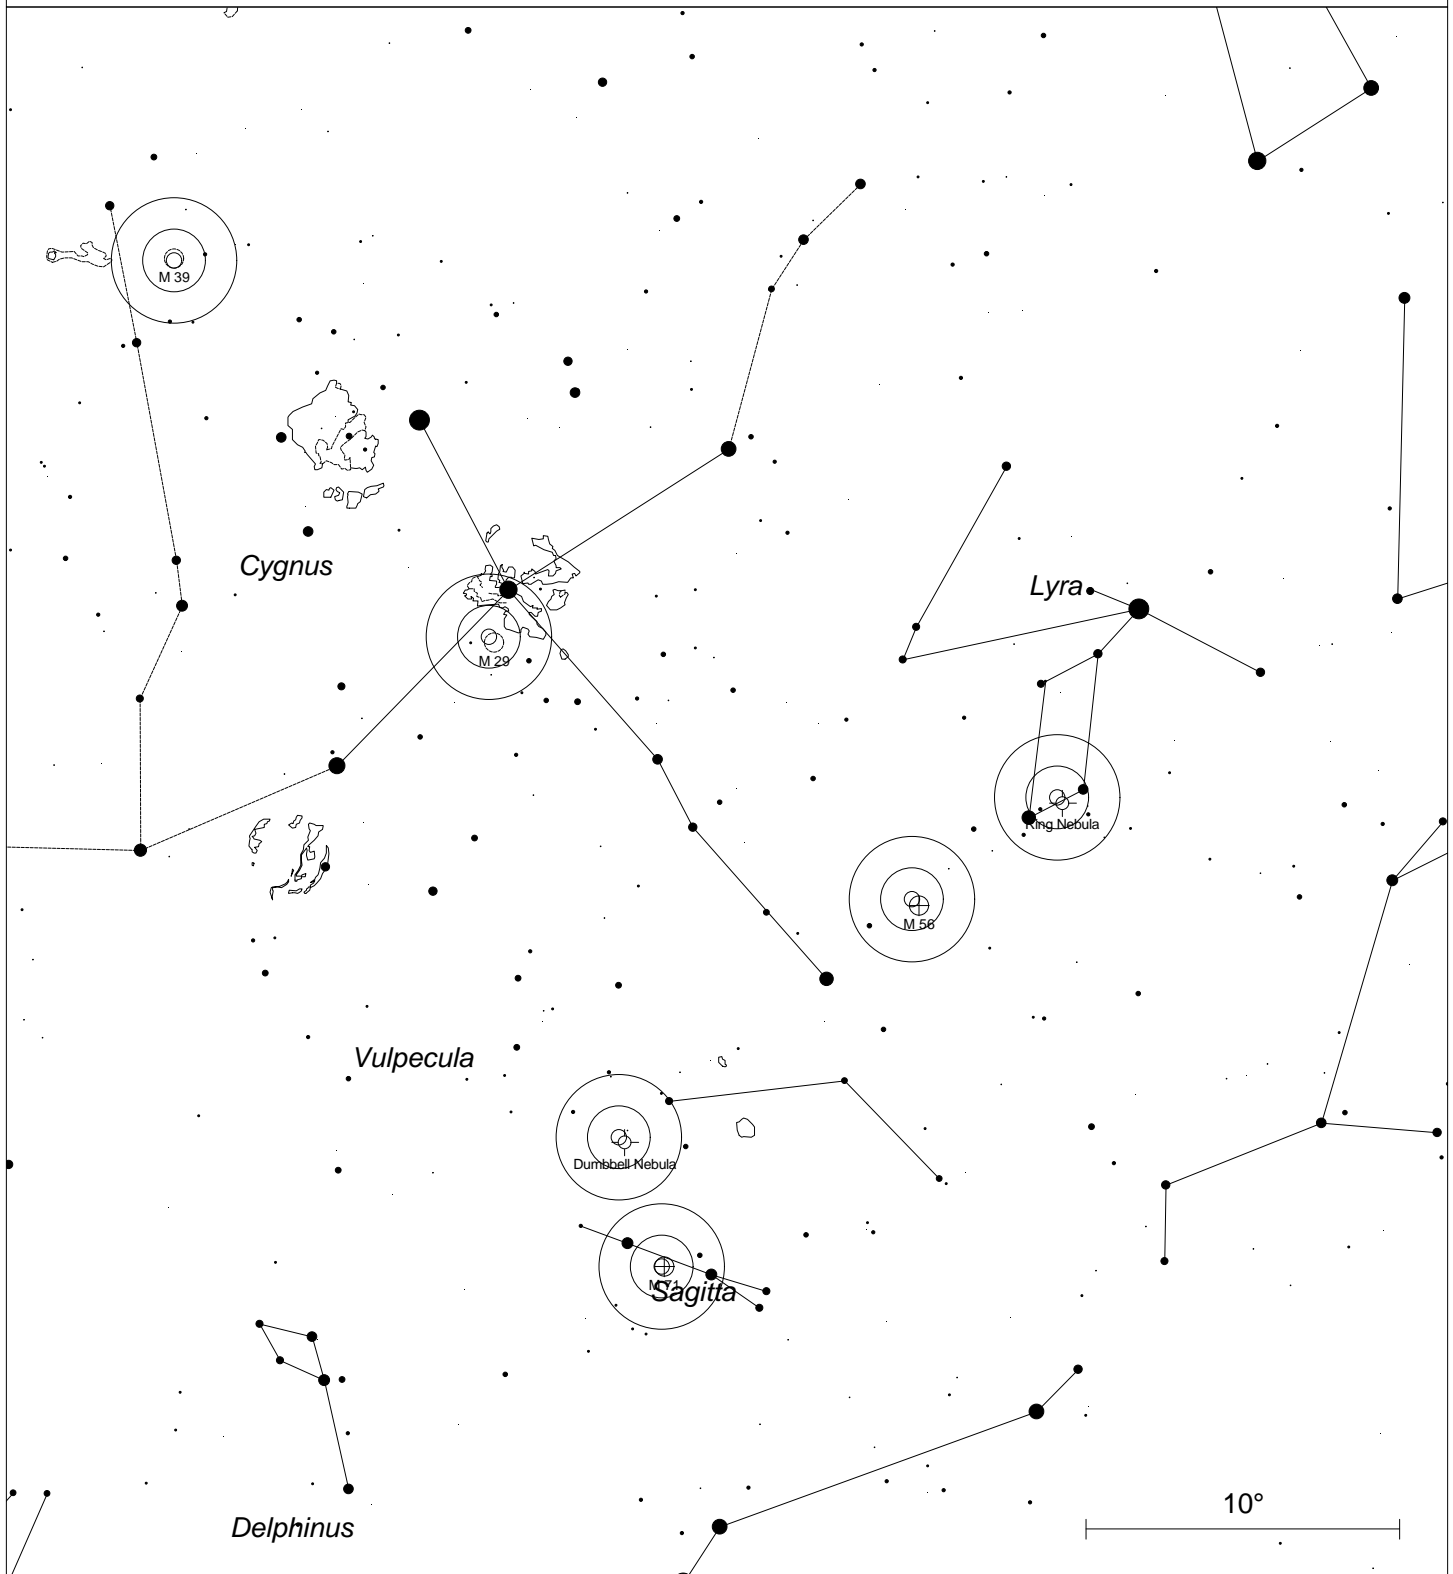 M 39
Cygnus
Lyra
M 29
Ring Nebula
M 56
Vulpecula
Dumbbell Nebula
M 71
Sagitta
10°
Delphinus